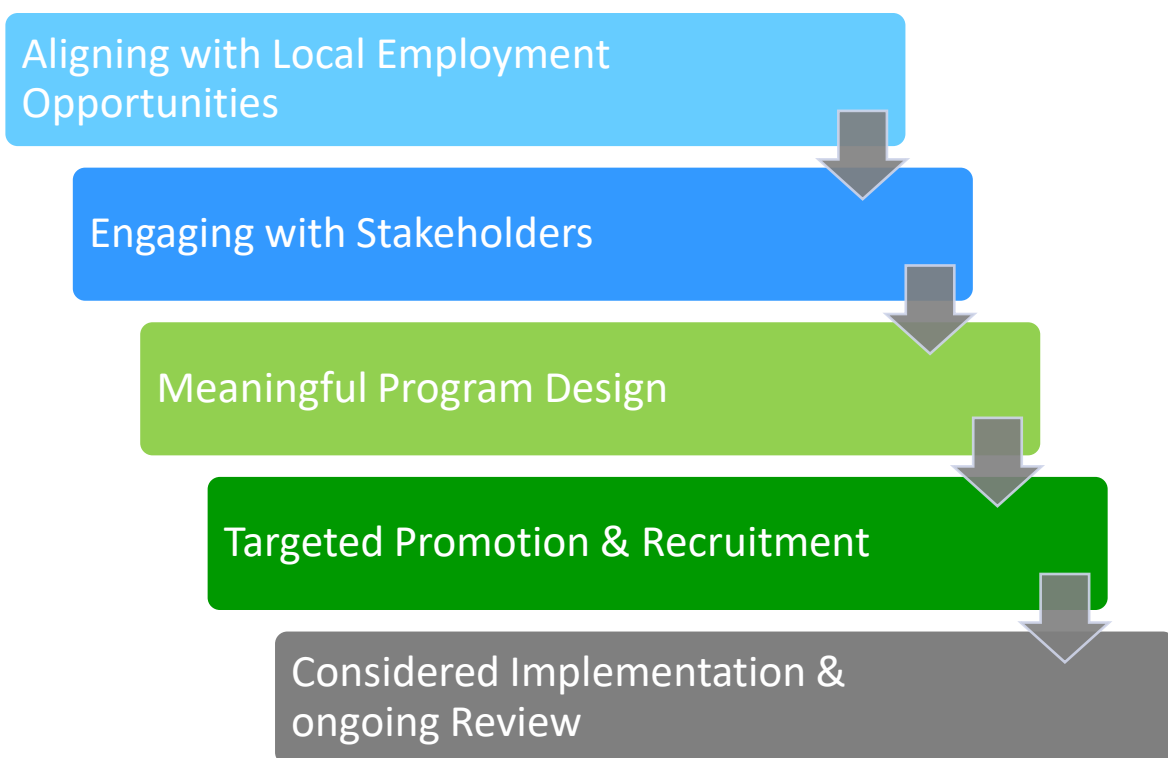 Aligning with Local Employment
Opportunities
Engaging with Stakeholders
Meaningful Program Design
Targeted Promotion & Recruitment
Considered Implementation &
ongoing Review